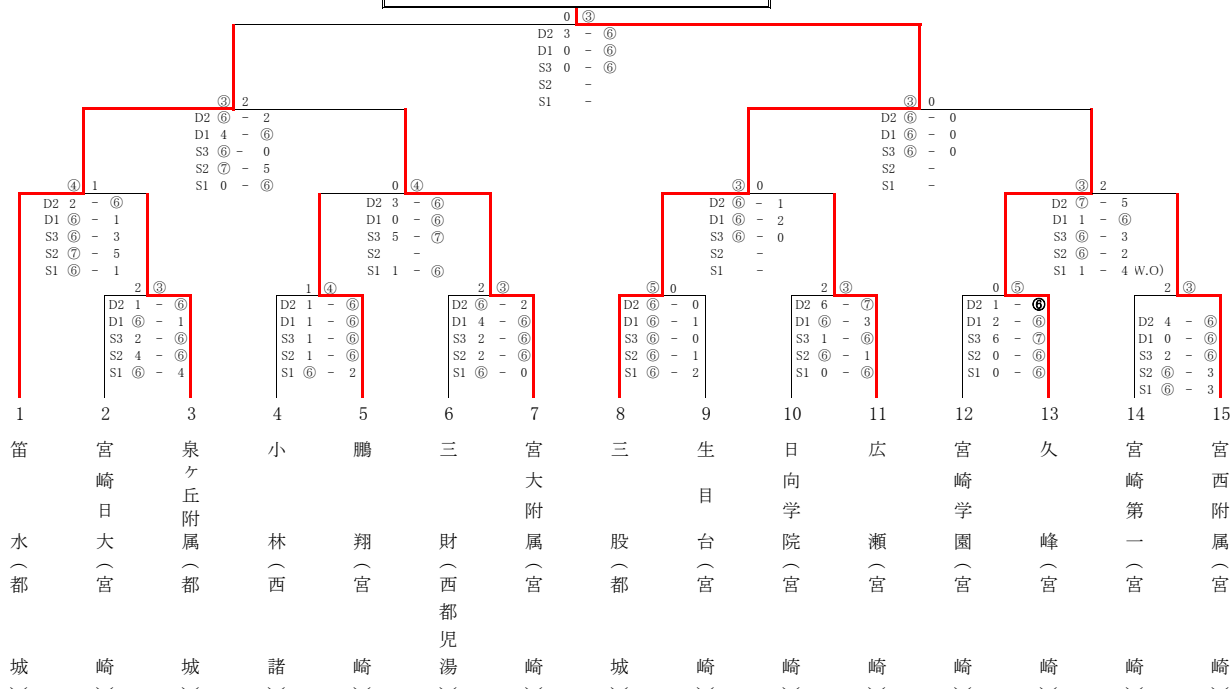 0 ③
D2 3 - ⑥
D1 0 - ⑥
S3 0 - ⑥
S2 -
S1 -
③ 2
D2 ⑥ - 2
D1 4 - ⑥
S3 ⑥ - 0
S2 ⑦ - 5
S1 0 - ⑥
③ 0
D2 ⑥ - 0
D1 ⑥ - 0
S3 ⑥ - 0
S2 -
S1 -
④ 1
D2 2 - ⑥
D1 ⑥ - 1
S3 ⑥ - 3
S2 ⑦ - 5
S1 ⑥ - 1
0 ④
D2 3 - ⑥
D1 0 - ⑥
S3 5 - ⑦
S2 -
S1 1 - ⑥
③ 0
D2 ⑥ - 1
D1 ⑥ - 2
S3 ⑥ - 0
S2 -
S1 -
③ 2
D2 ⑦ - 5
D1 1 - ⑥
S3 ⑥ - 3
S2 ⑥ - 2
S1 1 - 4 W.O)
2 ③
D2 1 - ⑥
D1 ⑥ - 1
S3 2 - ⑥
S2 4 - ⑥
S1 ⑥ - 4
1 ④
D2 1 - ⑥
D1 1 - ⑥
S3 1 - ⑥
S2 1 - ⑥
S1 ⑥ - 2
2 ③
D2 ⑥ - 2
D1 4 - ⑥
S3 2 - ⑥
S2 2 - ⑥
S1 ⑥ - 0
⑤ 0
D2 ⑥ - 0
D1 ⑥ - 1
S3 ⑥ - 0
S2 ⑥ - 1
S1 ⑥ - 2
2 ③
D2 6 - ⑦
D1 ⑥ - 3
S3 1 - ⑥
S2 ⑥ - 1
S1 0 - ⑥
0 ⑤
D2 1 - ⑥
D1 2 - ⑥
S3 6 - ⑦
S2 0 - ⑥
S1 0 - ⑥
2 ③
D2 4 - ⑥
D1 0 - ⑥
S3 2 - ⑥
S2 ⑥ - 3
S1 ⑥ - 3
1 2 3 4 5 6 7 8 9 10 11 12 13 14 15
笛水(都城)
宮崎日大(宮崎)
泉ヶ丘附属(都城)
小林(西諸)
鵬翔(宮崎)
三財(西都児湯)
宮大附属(宮崎)
三股(都城)
生目台(宮崎)
日向学院(宮崎)
広瀬(宮崎)
宮崎学園(宮崎)
久峰(宮崎)
宮崎第一(宮崎)
宮西附属(宮崎)